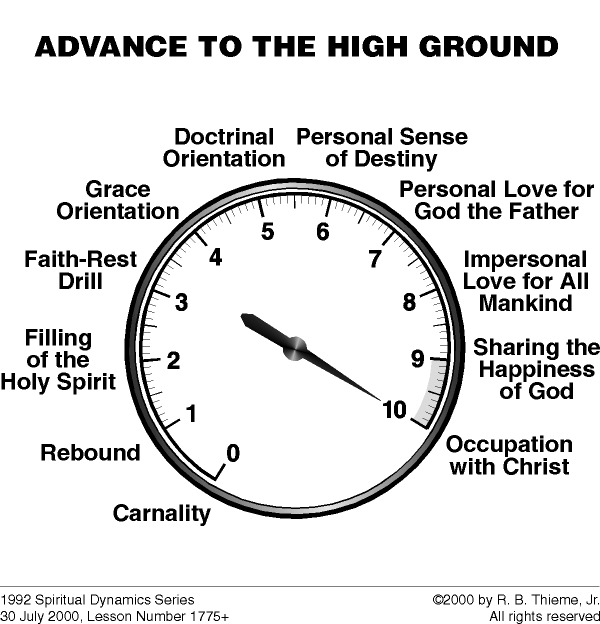 ADVANCE TO THE HIGH GROUND
Doctrinal
Orientation
Personal Sense
of Destiny
Grace
Orientation
Personal Love for
God the Father
Faith-Rest
Drill
Impersonal
Love for All
Mankind
Filling
of the
Holy Spirit
Sharing the
Happiness
of God
Rebound
Occupation
with Christ
Carnality
0
1
2
3
4
5
6
7
8
9
10
1992 Spiritual Dynamics Series
30 July 2000, Lesson Number 1775+
©2000 by R. B. Thieme, Jr.
All rights reserved